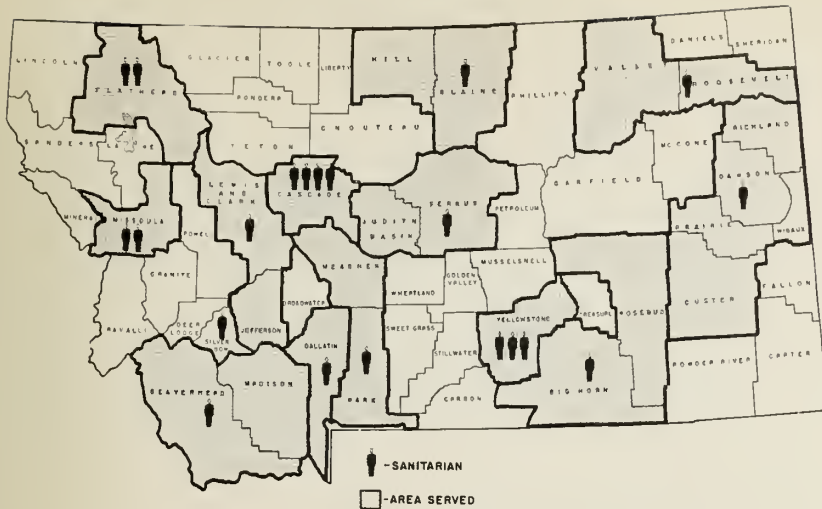 LINCOLN
FLATHEAD
GLACIER
TOOLE
LIBERTY
HILL
BLAINE
PHILLIPS
VALLEY
DANIELS
SHERIDAN
ROOSEVELT
PONDERA
TETON
CHOUTEAU
SANDERS
LAKE
LEWIS
AND
CLARK
CASCADE
JUDITH
BASIN
FERGUS
PETROLEUM
GARFIELD
MCCONE
RICHLAND
DAWSON
PRAIRIE
WIBAUX
MINERAL
MISSOULA
POWELL
GRANITE
RAVALLI
DEER
LODGE
SILVER
BOW
JEFFERSON
BROADWATER
MEAGHER
WHEATLAND
GOLDEN
VALLEY
MUSSELSHELL
SWEET GRASS
STILLWATER
YELLOWSTONE
TREASURE
ROSEBUD
CUSTER
FALLON
BEAVERHEAD
MADISON
GALLATIN
PARK
CARBON
BIG HORN
POWDER RIVER
CARTER
-SANITARIAN
-AREA SERVED